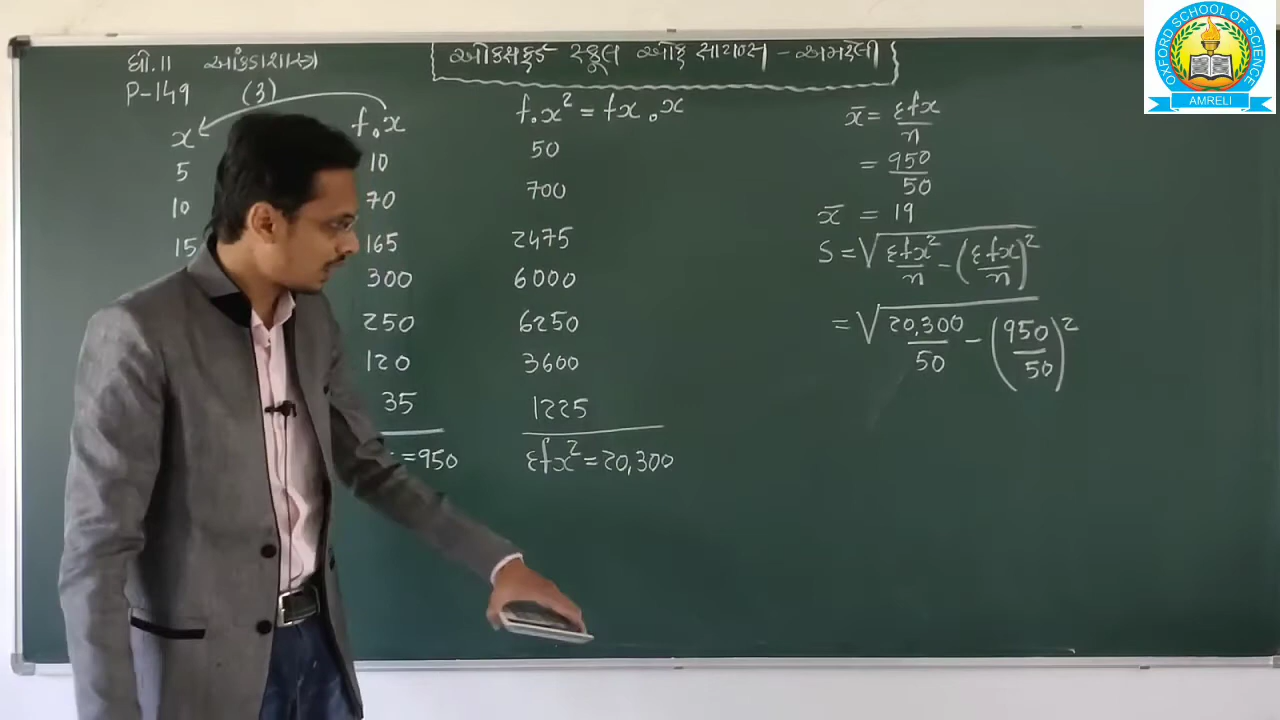 ધો.11 આંકડાશાસ્ત્ર
P-149 (3)
ઓક્સફર્ડ સ્કૂલ ઓફ સાયન્સ - અમરેલી
x f.x f.x² = fx.x
5 10 50
10 70 700
15 165 2475
300 6000
250 6250
120 3600
35 1225
=950 Σfx²=20,300
x̄ = Σfx/n
= 950/50
x̄ = 19
S = √(Σfx²/n - (Σfx/n)²)
= √(20,300/50 - (950/50)²)
OXFORD SCHOOL OF SCIENCE
AMRELI